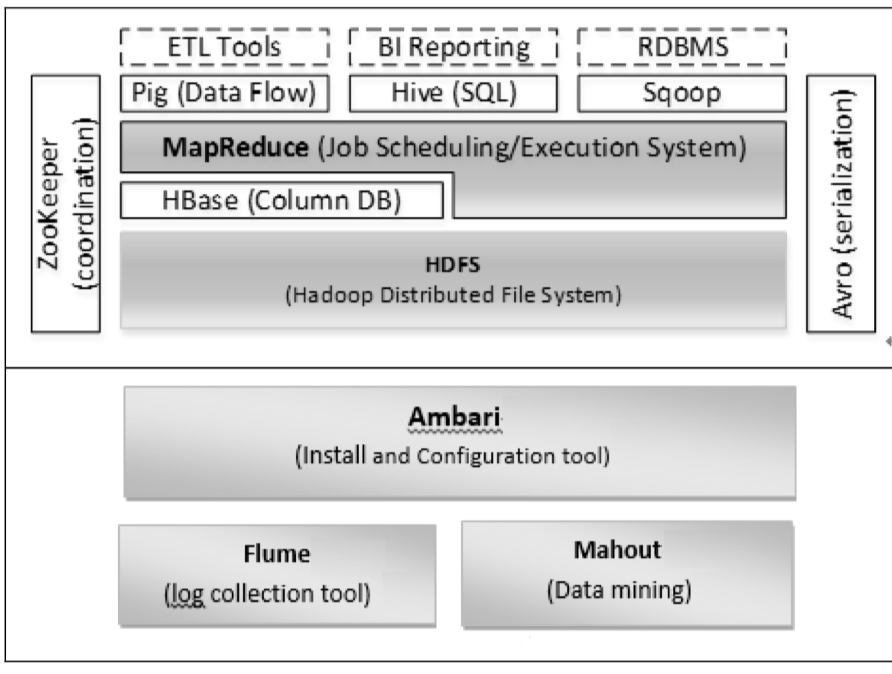 ETL Tools
BI Reporting
RDBMS
Pig (Data Flow)
Hive (SQL)
Sqoop
ZooKeeper
(coordination)
MapReduce (Job Scheduling/Execution System)
HBase (Column DB)
HDFS
(Hadoop Distributed File System)
Avro (serialization)
Ambari
(Install and Configuration tool)
Flume
(log collection tool)
Mahout
(Data mining)